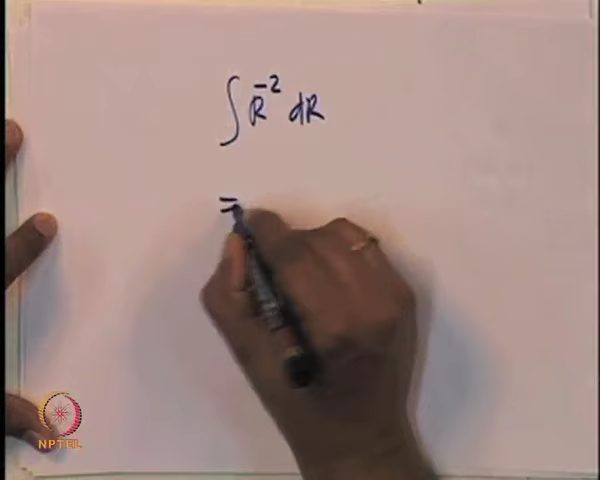 ∫ R⁻² dR
=
NPTEL